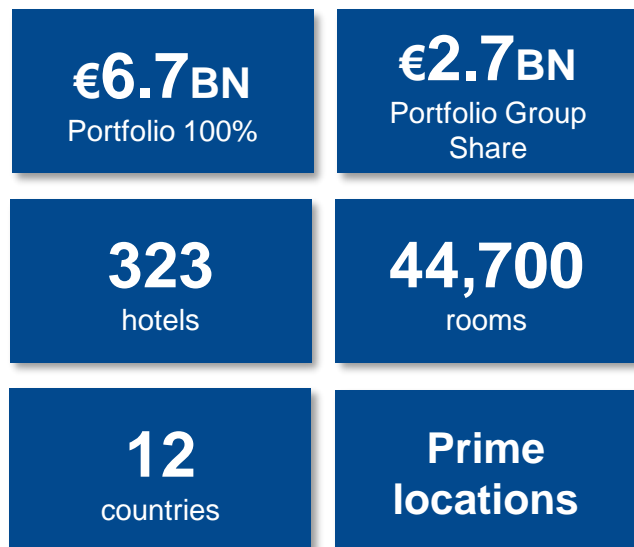 €6.7BN
Portfolio 100%
€2.7BN
Portfolio Group
Share
323
hotels
44,700
rooms
12
countries
Prime
locations